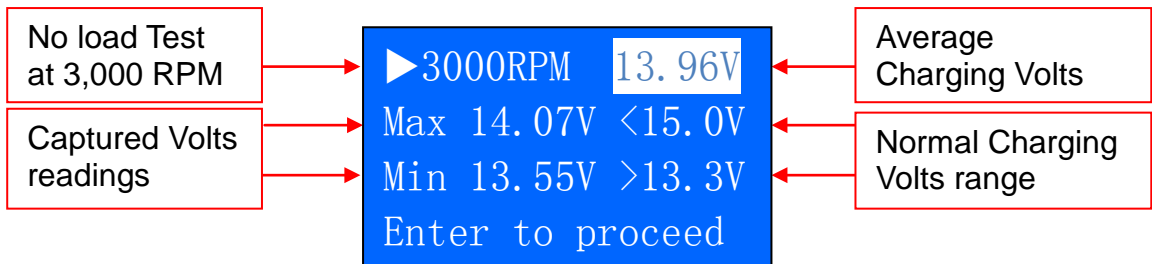 No load Test
at 3,000 RPM
Captured Volts
readings
▶3000RPM 13.96V
Max 14.07V <15.0V
Min 13.55V >13.3V
Enter to proceed
Average
Charging Volts
Normal Charging
Volts range